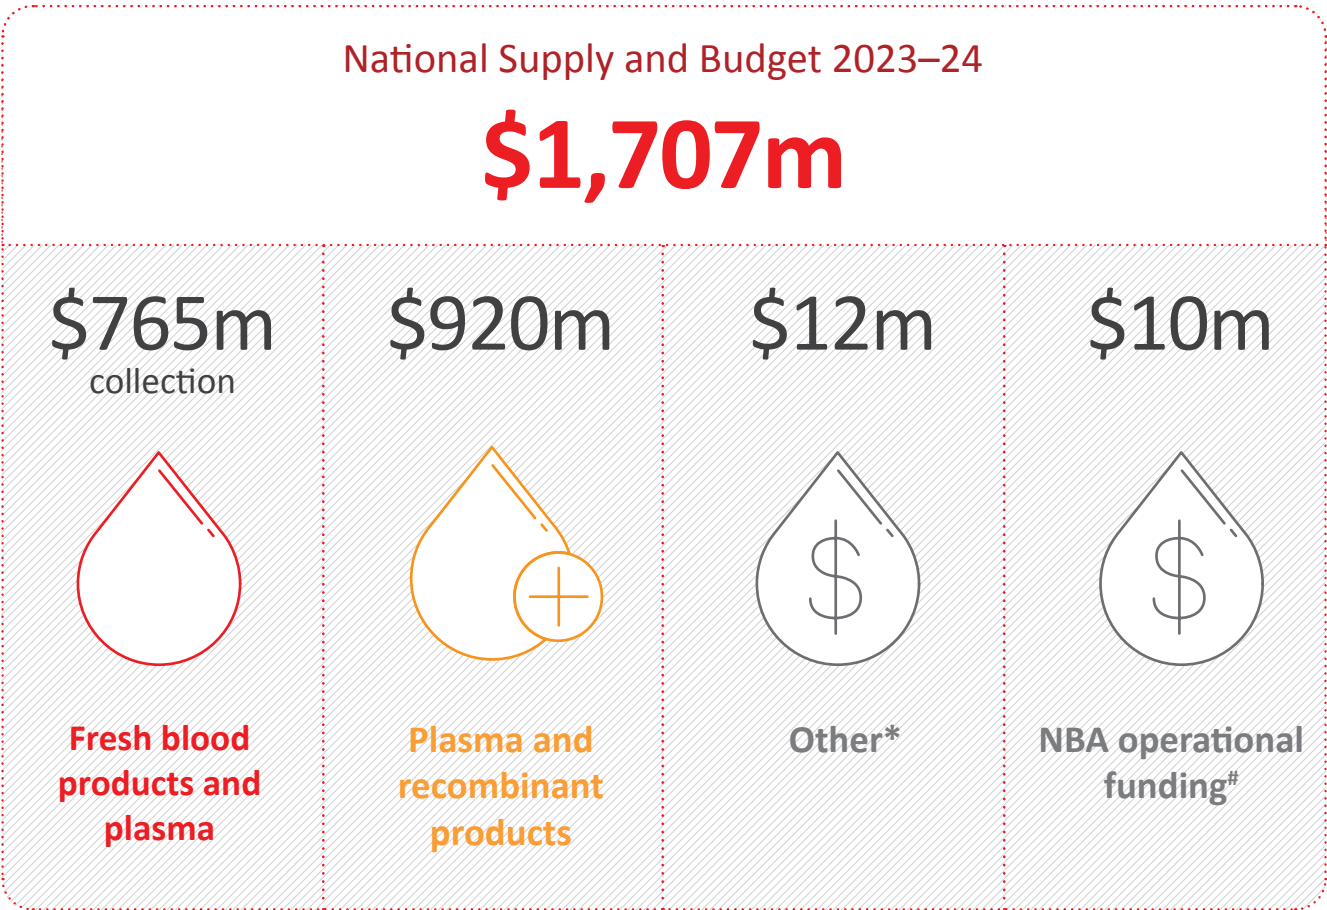 National Supply and Budget 2023–24
$1,707m
$765m
collection
Fresh blood
products and
plasma
$920m
Plasma and
recombinant
products
$12m
$
Other*
$10m
$
NBA operational
funding#